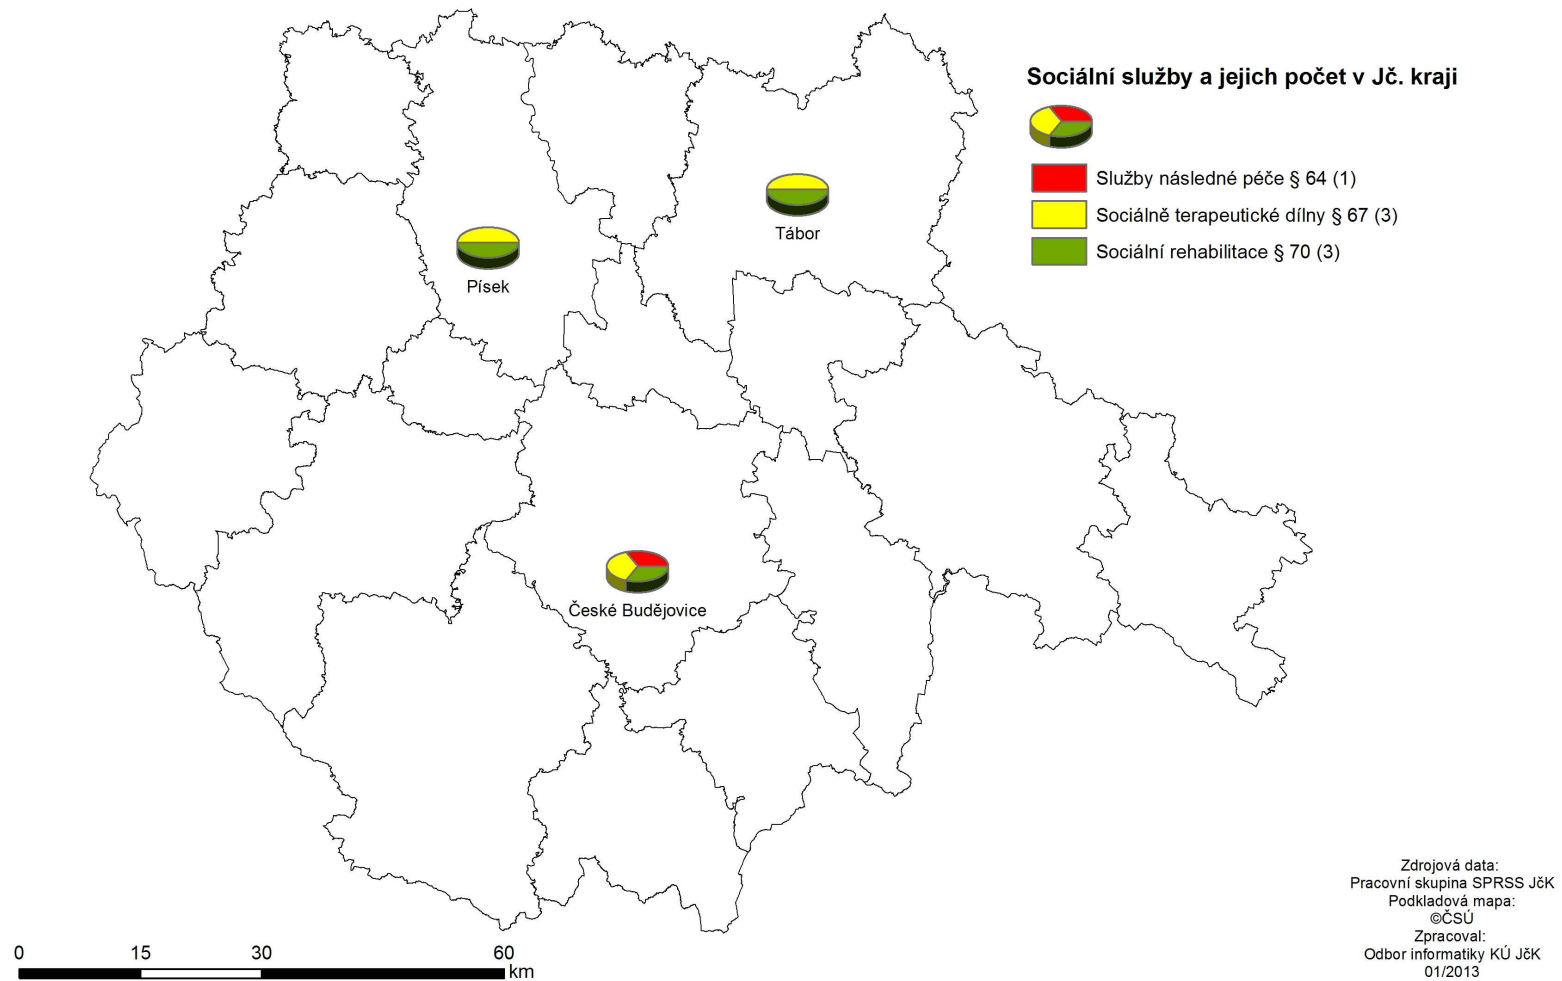 Sociální služby a jejich počet v Jč. kraji
Služby následné péče § 64 (1)
Sociálně terapeutické dílny § 67 (3)
Sociální rehabilitace § 70 (3)
Tábor
Písek
České Budějovice
Zdrojová data:
Pracovní skupina SPRSS JčK
Podkladová mapa:
©ČSÚ
Zpracoval:
Odbor informatiky KÚ JčK
01/2013
0 15 30 60
km